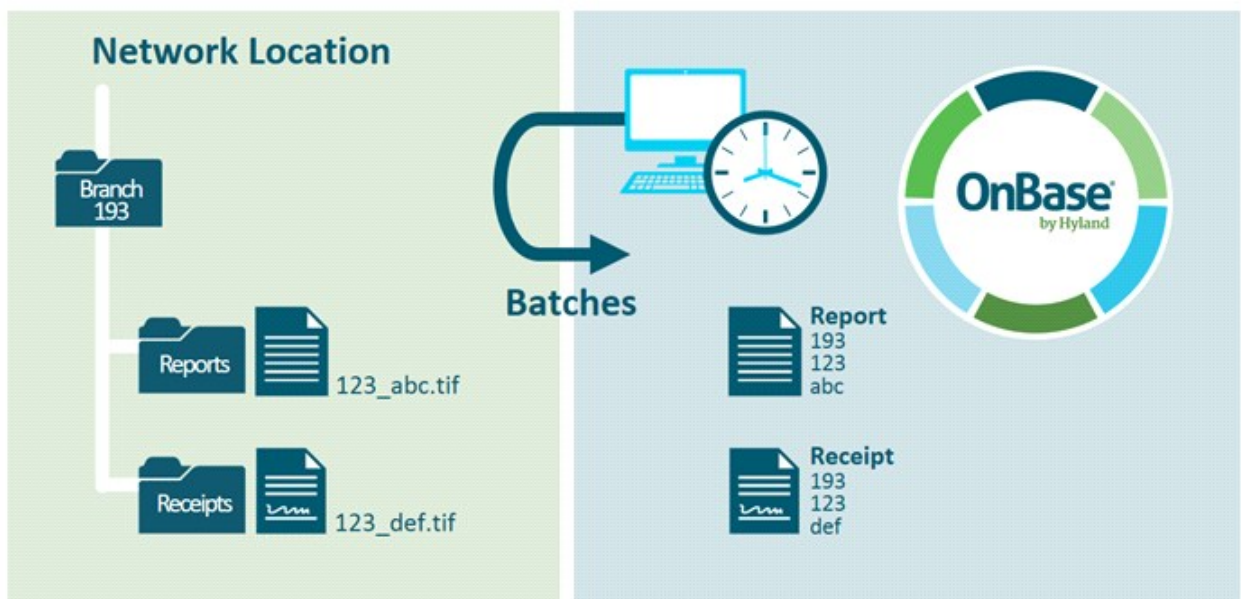 Network Location
Branch
193
Reports
123_abc.tif
Receipts
123_def.tif
Batches
OnBase®
by Hyland
Report
193
123
abc
Receipt
193
123
def